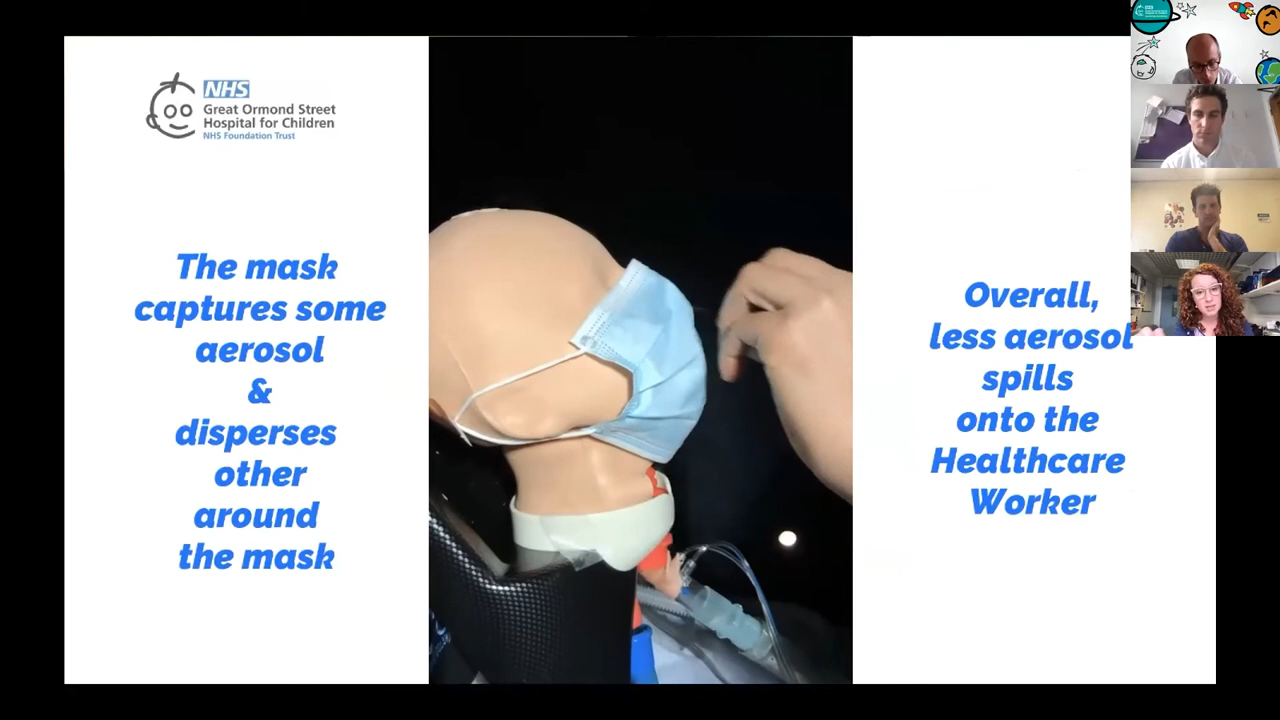 NHS
Great Ormond Street
Hospital for Children
NHS Foundation Trust
The mask
captures some
aerosol
&
disperses
other
around
the mask
Overall,
less aerosol
spills
onto the
Healthcare
Worker